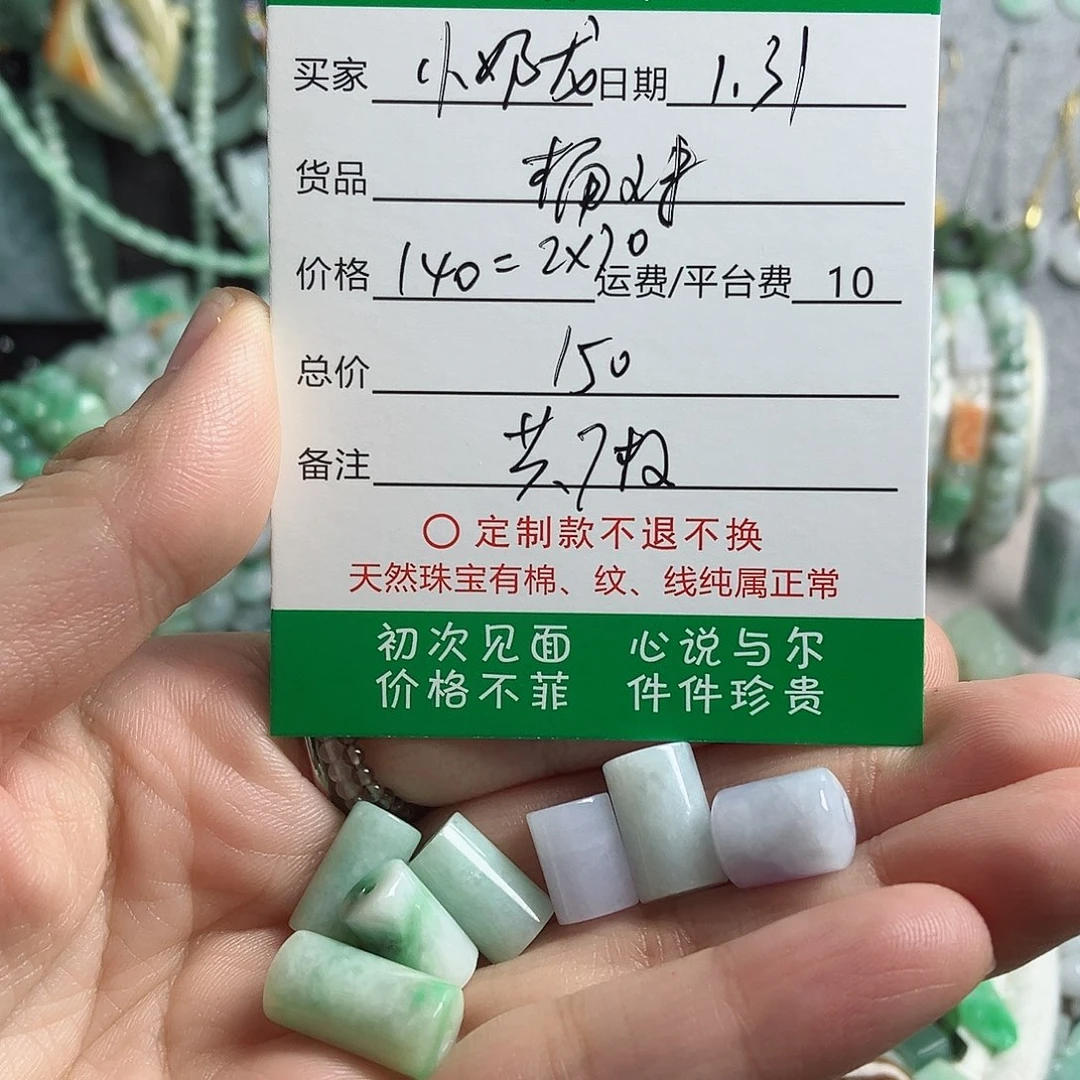 买家 小奶龙 日期 1.31
货品 桶珠
价格 140=2x70 运费/平台费 10
总价 150
备注 共7枚
〇 定制款不退不换
天然珠宝有棉、纹、线纯属正常
初次见面 心说与尔
价格不菲 件件珍贵